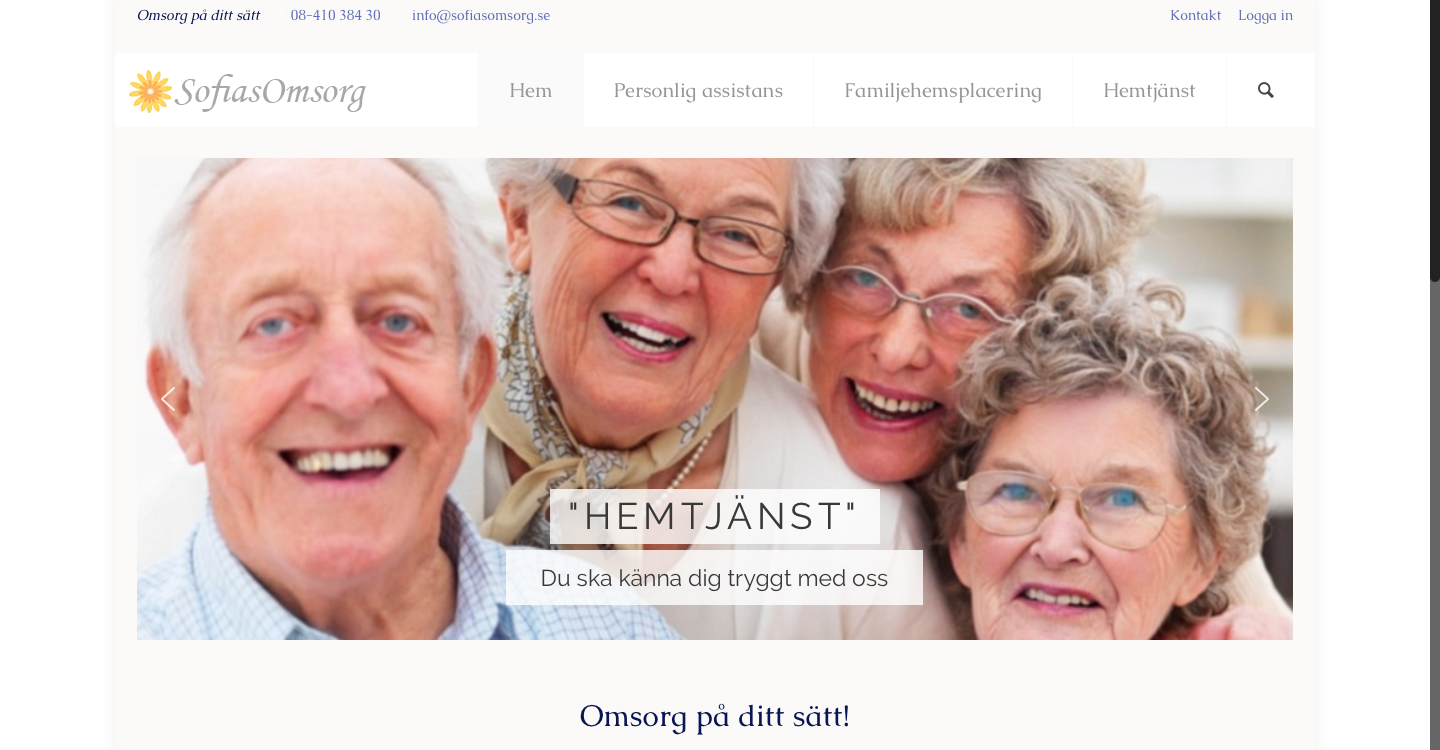 Omsorg på ditt sätt 08-410 384 30 info@sofiasomsorg.se Kontakt Logga in
SofiasOmsorg Hem Personlig assistans Familjehemsplacering Hemtjänst
"HEMTJÄNST"
Du ska känna dig tryggt med oss
Omsorg på ditt sätt!